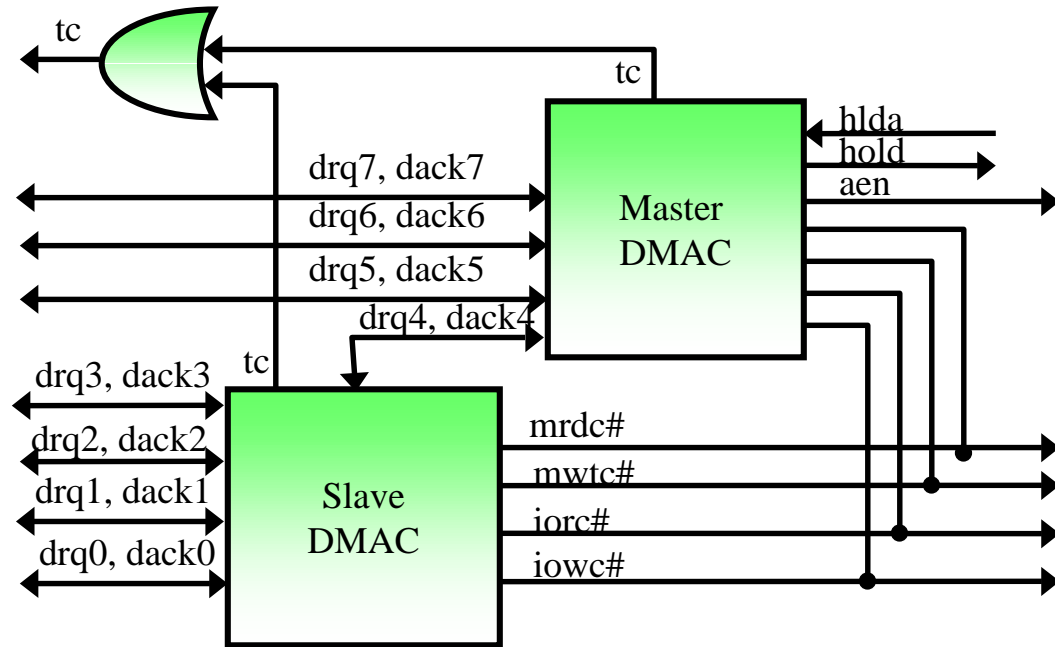 tc
tc
hlda
hold
aen
drq7, dack7
drq6, dack6
drq5, dack5
Master
DMAC
drq4, dack4
tc
drq3, dack3
drq2, dack2
drq1, dack1
drq0, dack0
Slave
DMAC
mrdc#
mwtc#
iorc#
iowc#